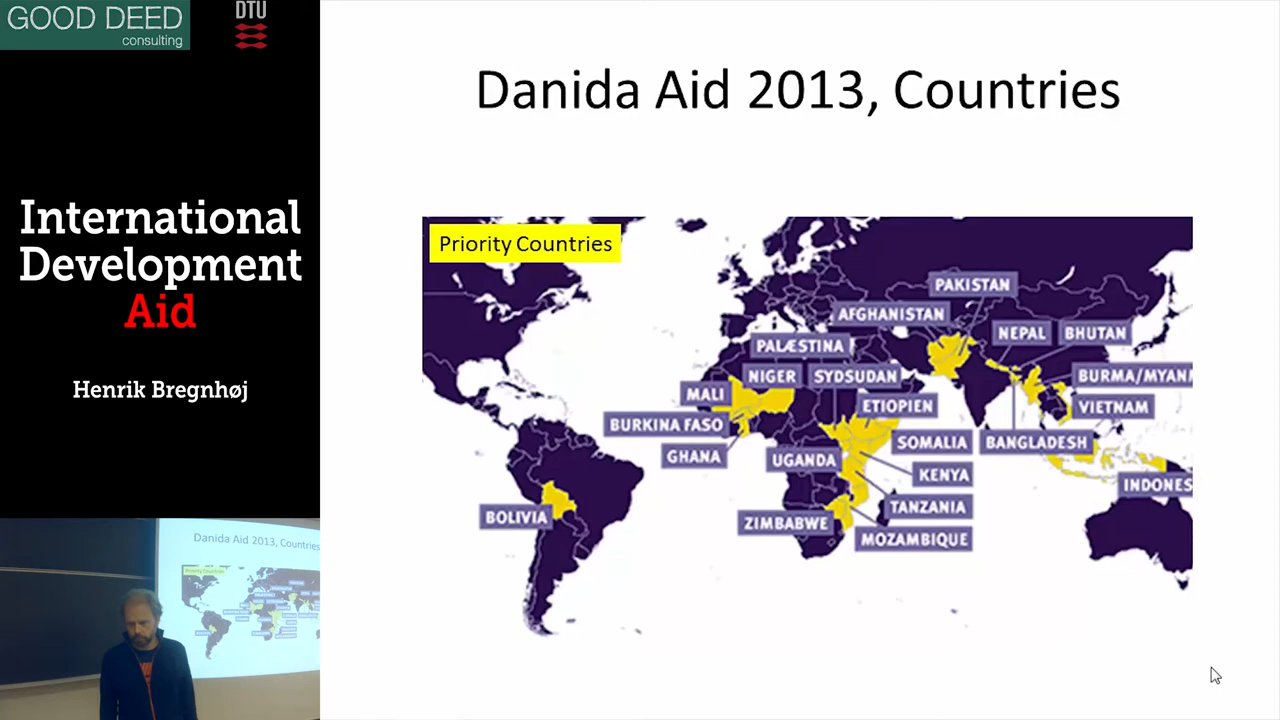 GOOD DEED
consulting
DTU
International
Development
Aid
Henrik Bregnhøj
Danida Aid 2013, Countries
Priority Countries
PAKISTAN
AFGHANISTAN
NEPAL
BHUTAN
PALÆSTINA
NIGER
SYDSUDAN
BURMA/MYAN
MALI
ETIOPIEN
VIETNAM
BURKINA FASO
SOMALIA
BANGLADESH
GHANA
UGANDA
KENYA
INDONES
TANZANIA
BOLIVIA
ZIMBABWE
MOZAMBIQUE
Danida Aid 2013, Countries
Priority Countries